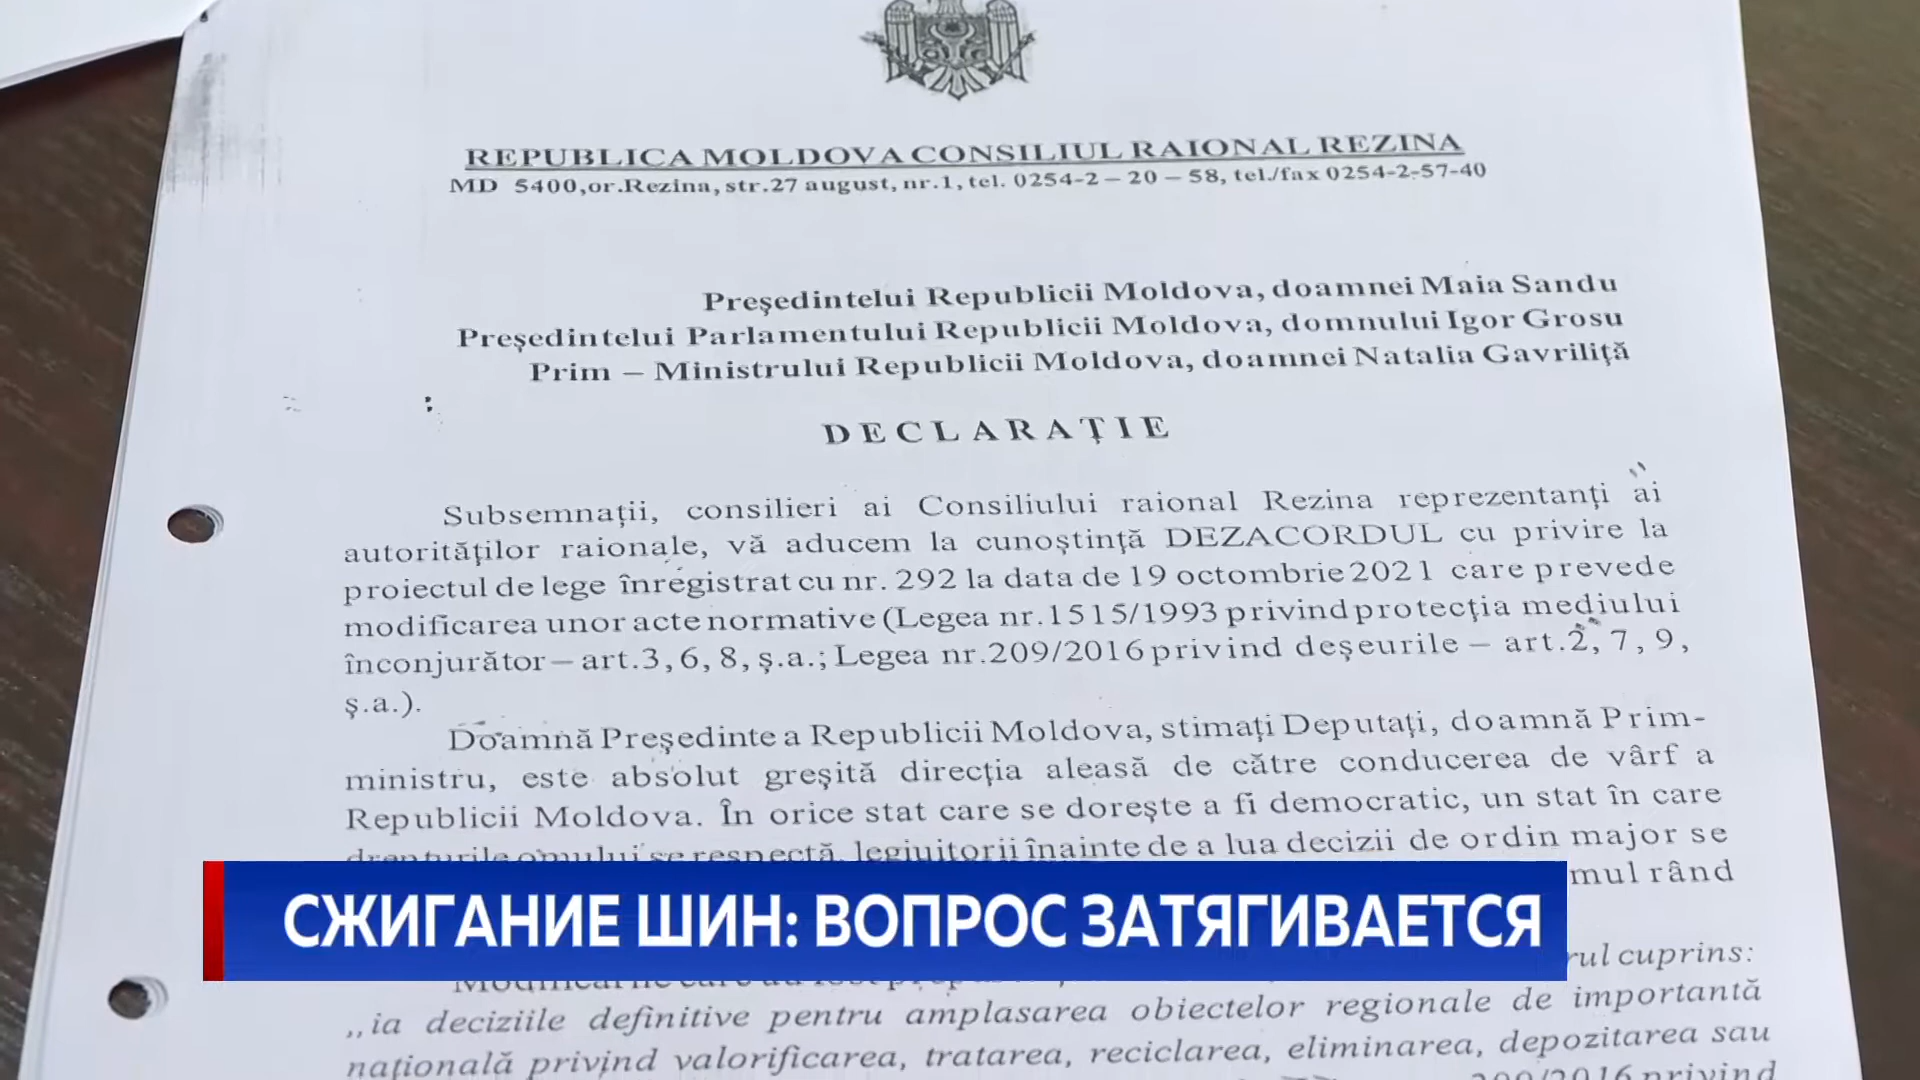 REPUBLICA MOLDOVA CONSILIUL RAIONAL REZINA
MD 5400,or.Rezina, str.27 august, nr.1, tel. 0254-2 – 20 – 58, tel./fax 0254-2-57-40
Preşedintelui Republicii Moldova, doamnei Maia Sandu
Preşedintelui Parlamentului Republicii Moldova, domnului Igor Grosu
Prim – Ministrului Republicii Moldova, doamnei Natalia Gavriliţă
DECLARAŢIE
Subsemnaţii, consilieri ai Consiliului raional Rezina reprezentanţi ai
autorităţilor raionale, vă aducem la cunoştinţă DEZACORDUL cu privire la
proiectul de lege înregistrat cu nr. 292 la data de 19 octombrie 2021 care prevede
modificarea unor acte normative (Legea nr.1515/1993 privind protecţia mediului
înconjurător – art.3, 6, 8, ş.a.; Legea nr.209/2016 privind deşeurile – art.2, 7, 9,
ş.a.).
Doamnă Preşedinte a Republicii Moldova, stimaţi Deputaţi, doamnă Prim-
ministru, este absolut greşită direcţia aleasă de către conducerea de vârf a
Republicii Moldova. În orice stat care se doreşte a fi democratic, un stat în care
drepturile omului se respectă, legiuitorii înainte de a lua decizii de ordin major se
rând
СЖИГАНИЕ ШИН: ВОПРОС ЗАТЯГИВАЕТСЯ
cuprins:
„ia deciziile definitive pentru amplasarea obiectelor regionale de importantă
naţională privind valorificarea, tratarea, reciclarea, eliminarea, depozitarea sau
209/2016 privind